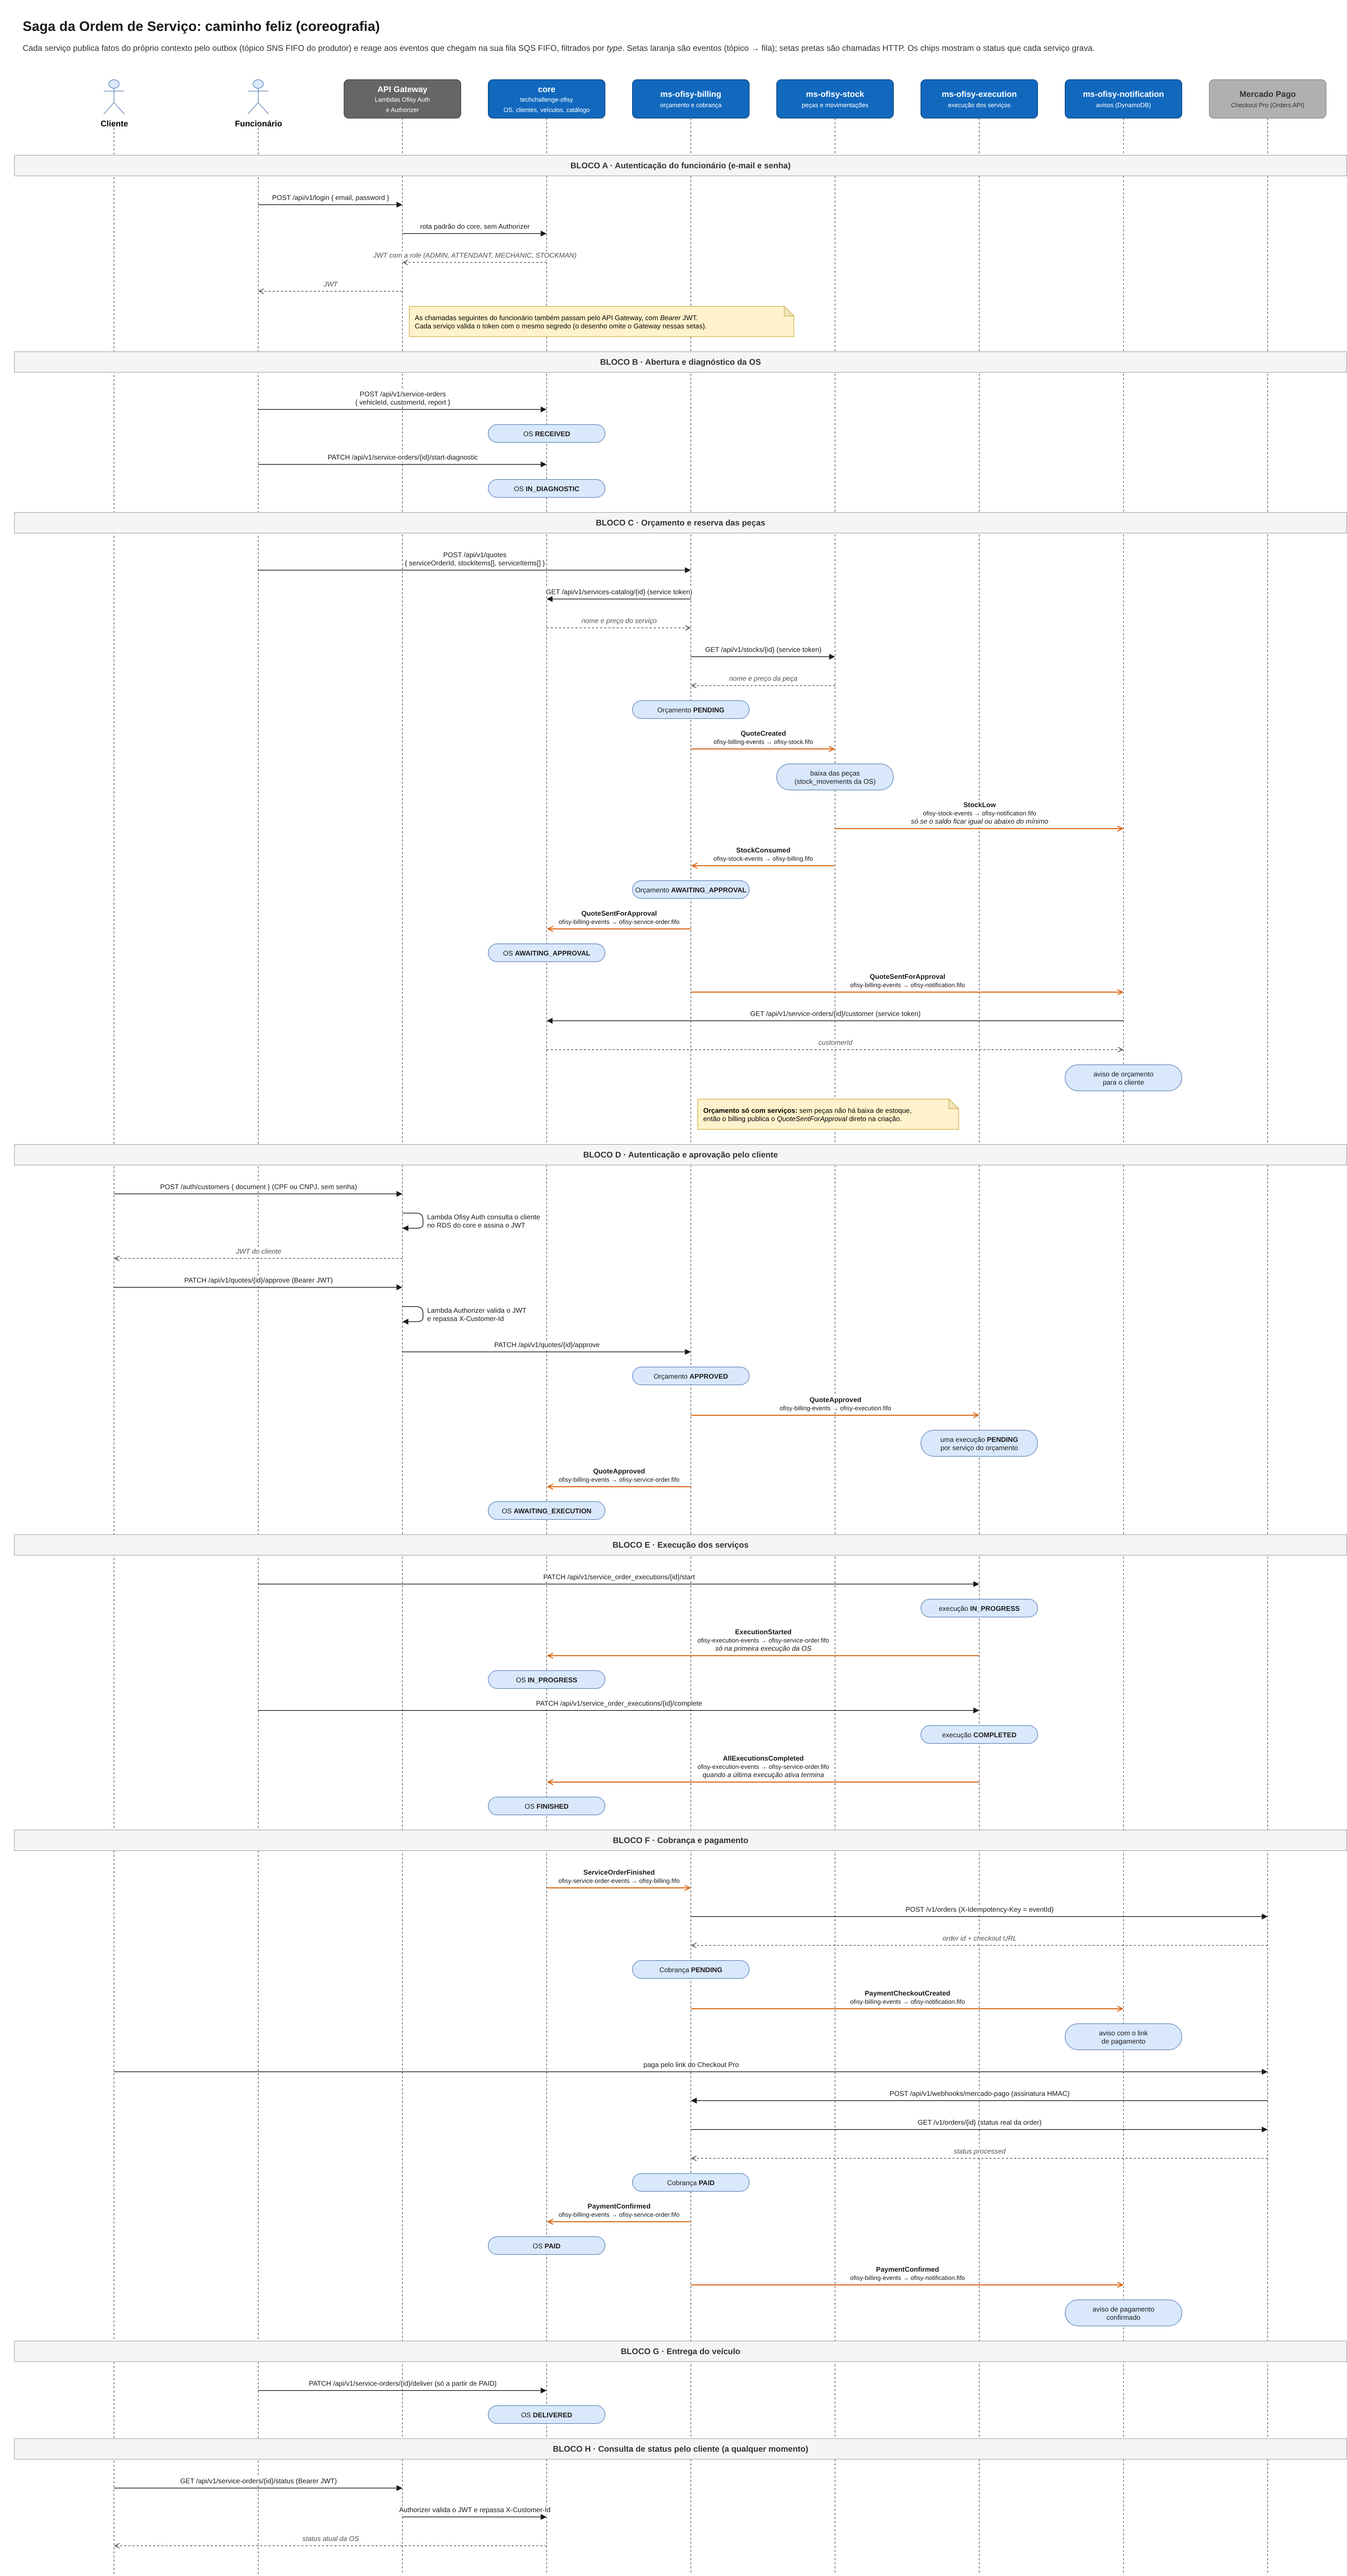 Saga da Ordem de Serviço: caminho feliz (coreografia)
Cada serviço publica fatos do próprio contexto pelo outbox (tópico SNS FIFO do produtor) e reage aos eventos que chegam na sua fila SQS FIFO, filtrados por type. Setas laranja são eventos (tópico → fila); setas pretas são chamadas HTTP. Os chips mostram o status que cada serviço grava.
Cliente
Funcionário
API Gateway
Lambdas Ofisy Auth
e Authorizer
core
techchallenge-ofisy
OS, clientes, veículos, catálogo
ms-ofisy-billing
orçamento e cobrança
ms-ofisy-stock
peças e movimentações
ms-ofisy-execution
execução dos serviços
ms-ofisy-notification
avisos (DynamoDB)
Mercado Pago
Checkout Pro (Orders API)
BLOCO A · Autenticação do funcionário (e-mail e senha)
POST /api/v1/login { email, password }
rota padrão do core, sem Authorizer
JWT com a role (ADMIN, ATTENDANT, MECHANIC, STOCKMAN)
JWT
As chamadas seguintes do funcionário também passam pelo API Gateway, com Bearer JWT.
Cada serviço valida o token com o mesmo segredo (o desenho omite o Gateway nessas setas).
BLOCO B · Abertura e diagnóstico da OS
POST /api/v1/service-orders
{ vehicleId, customerId, report }
OS RECEIVED
PATCH /api/v1/service-orders/{id}/start-diagnostic
OS IN_DIAGNOSTIC
BLOCO C · Orçamento e reserva das peças
POST /api/v1/quotes
{ serviceOrderId, stockItems[], serviceItems[] }
GET /api/v1/services-catalog/{id} (service token)
nome e preço do serviço
GET /api/v1/stocks/{id} (service token)
nome e preço da peça
Orçamento PENDING
QuoteCreated
ofisy-billing-events → ofisy-stock.fifo
baixa das peças
(stock_movements da OS)
StockLow
ofisy-stock-events → ofisy-notification.fifo
só se o saldo ficar igual ou abaixo do mínimo
StockConsumed
ofisy-stock-events → ofisy-billing.fifo
Orçamento AWAITING_APPROVAL
QuoteSentForApproval
ofisy-billing-events → ofisy-service-order.fifo
OS AWAITING_APPROVAL
QuoteSentForApproval
ofisy-billing-events → ofisy-notification.fifo
GET /api/v1/service-orders/{id}/customer (service token)
customerId
aviso de orçamento
para o cliente
Orçamento só com serviços: sem peças não há baixa de estoque,
então o billing publica o QuoteSentForApproval direto na criação.
BLOCO D · Autenticação e aprovação pelo cliente
POST /auth/customers { document } (CPF ou CNPJ, sem senha)
Lambda Ofisy Auth consulta o cliente
no RDS do core e assina o JWT
JWT do cliente
PATCH /api/v1/quotes/{id}/approve (Bearer JWT)
Lambda Authorizer valida o JWT
e repassa X-Customer-Id
PATCH /api/v1/quotes/{id}/approve
Orçamento APPROVED
QuoteApproved
ofisy-billing-events → ofisy-execution.fifo
uma execução PENDING
por serviço do orçamento
QuoteApproved
ofisy-billing-events → ofisy-service-order.fifo
OS AWAITING_EXECUTION
BLOCO E · Execução dos serviços
PATCH /api/v1/service_order_executions/{id}/start
execução IN_PROGRESS
ExecutionStarted
ofisy-execution-events → ofisy-service-order.fifo
só na primeira execução da OS
OS IN_PROGRESS
PATCH /api/v1/service_order_executions/{id}/complete
execução COMPLETED
AllExecutionsCompleted
ofisy-execution-events → ofisy-service-order.fifo
quando a última execução ativa termina
OS FINISHED
BLOCO F · Cobrança e pagamento
ServiceOrderFinished
ofisy-service-order-events → ofisy-billing.fifo
POST /v1/orders (X-Idempotency-Key = eventId)
order id + checkout URL
Cobrança PENDING
PaymentCheckoutCreated
ofisy-billing-events → ofisy-notification.fifo
aviso com o link
de pagamento
paga pelo link do Checkout Pro
POST /api/v1/webhooks/mercado-pago (assinatura HMAC)
GET /v1/orders/{id} (status real da order)
status processed
Cobrança PAID
PaymentConfirmed
ofisy-billing-events → ofisy-service-order.fifo
OS PAID
PaymentConfirmed
ofisy-billing-events → ofisy-notification.fifo
aviso de pagamento
confirmado
BLOCO G · Entrega do veículo
PATCH /api/v1/service-orders/{id}/deliver (só a partir de PAID)
OS DELIVERED
BLOCO H · Consulta de status pelo cliente (a qualquer momento)
GET /api/v1/service-orders/{id}/status (Bearer JWT)
Authorizer valida o JWT e repassa X-Customer-Id
status atual da OS